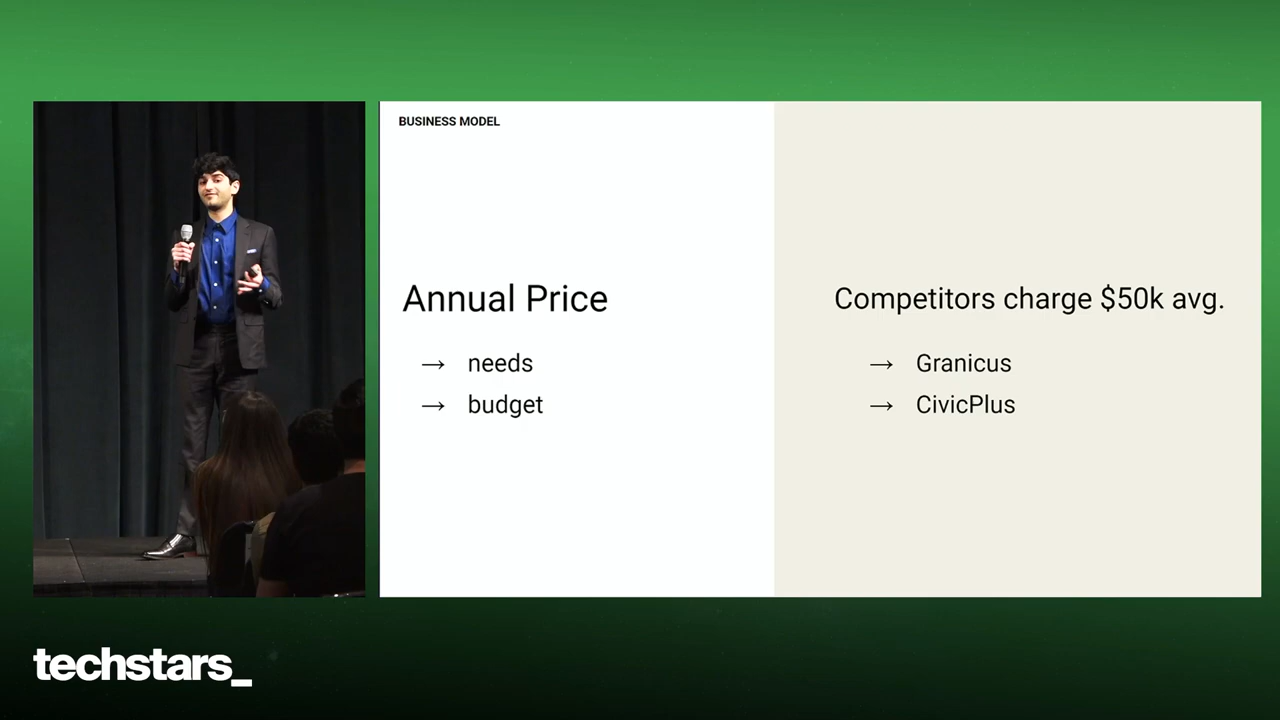 BUSINESS MODEL
Annual Price
→ needs
→ budget
Competitors charge $50k avg.
→ Granicus
→ CivicPlus
techstars_